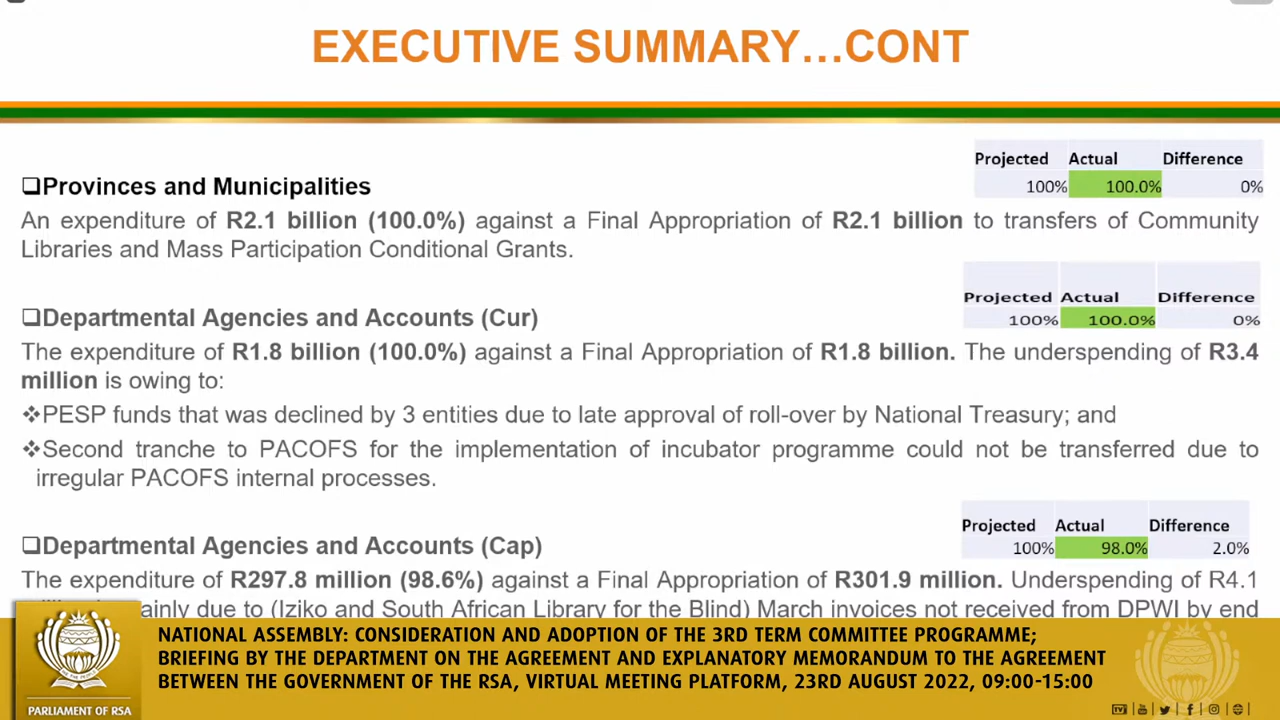 EXECUTIVE SUMMARY...CONT
Projected Actual Difference
100% 100.0% 0%
❑Provinces and Municipalities
An expenditure of R2.1 billion (100.0%) against a Final Appropriation of R2.1 billion to transfers of Community
Libraries and Mass Participation Conditional Grants.
Projected Actual Difference
100% 100.0% 0%
❑Departmental Agencies and Accounts (Cur)
The expenditure of R1.8 billion (100.0%) against a Final Appropriation of R1.8 billion. The underspending of R3.4
million is owing to:
❖PESP funds that was declined by 3 entities due to late approval of roll-over by National Treasury; and
❖Second tranche to PACOFS for the implementation of incubator programme could not be transferred due to
irregular PACOFS internal processes.
Projected Actual Difference
100% 98.0% 2.0%
❑Departmental Agencies and Accounts (Cap)
The expenditure of R297.8 million (98.6%) against a Final Appropriation of R301.9 million. Underspending of R4.1
due to (Iziko and South African Library for the Blind) March invoices not received from DPWI by end
NATIONAL ASSEMBLY: CONSIDERATION AND ADOPTION OF THE 3RD TERM COMMITTEE PROGRAMME;
BRIEFING BY THE DEPARTMENT ON THE AGREEMENT AND EXPLANATORY MEMORANDUM TO THE AGREEMENT
BETWEEN THE GOVERNMENT OF THE RSA, VIRTUAL MEETING PLATFORM, 23RD AUGUST 2022, 09:00-15:00
PARLIAMENT OF RSA